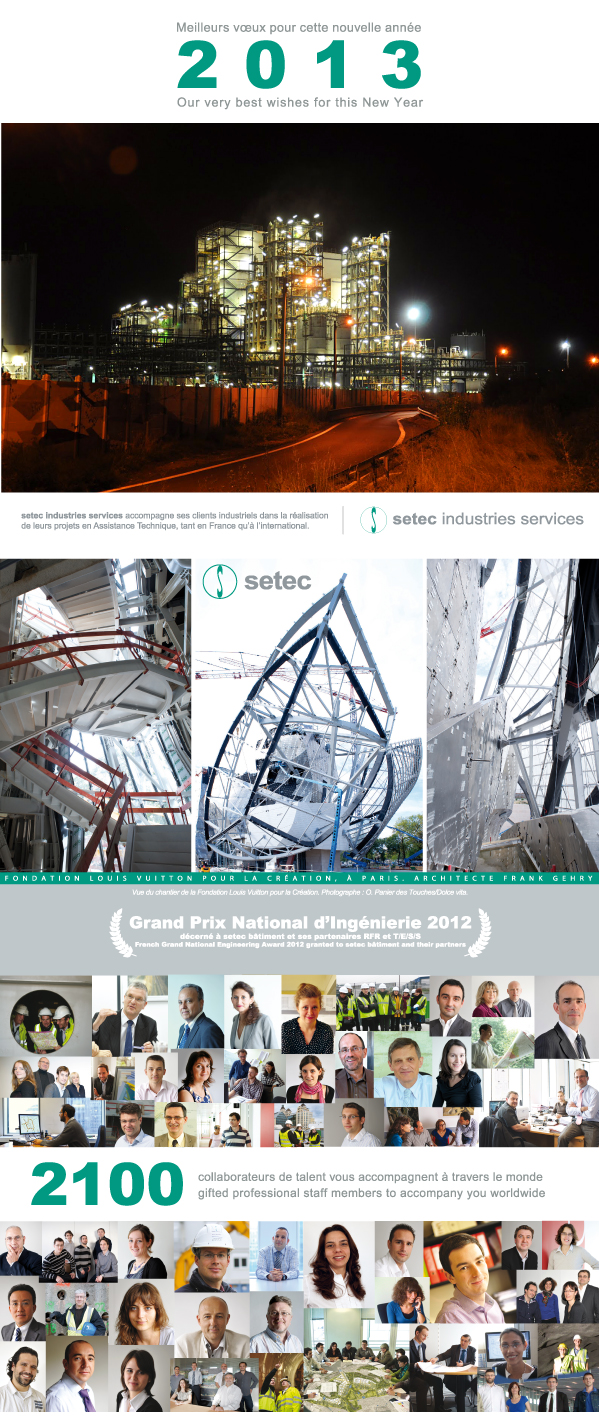 Meilleurs vœux pour cette nouvelle année
2013
Our very best wishes for this New Year
setec industries services accompagne ses clients industriels dans la réalisation
de leurs projets en Assistance Technique, tant en France qu'à l'international.
setec industries services
setec
FONDATION LOUIS VUITTON POUR LA CRÉATION, À PARIS. ARCHITECTE FRANK GEHRY
Vue du chantier de la Fondation Louis Vuitton pour la Création. Photographe : O. Panier des Touches/Dolce vita.
Grand Prix National d'Ingénierie 2012
décerné à setec bâtiment et ses partenaires RFR et T/E/S/S
French Grand National Engineering Award 2012 granted to setec bâtiment and their partners
2100
collaborateurs de talent vous accompagnent à travers le monde
gifted professional staff members to accompany you worldwide